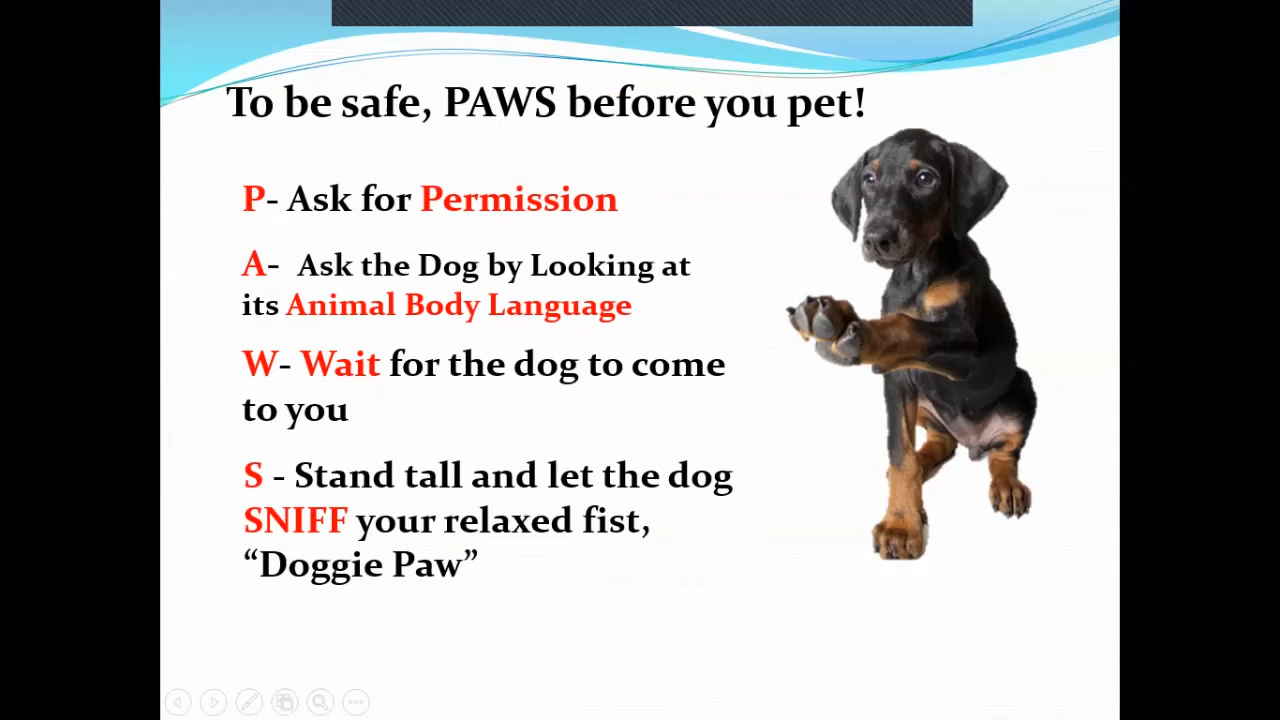 To be safe, PAWS before you pet!
P- Ask for Permission
A- Ask the Dog by Looking at
its Animal Body Language
W- Wait for the dog to come
to you
S - Stand tall and let the dog
SNIFF your relaxed fist,
“Doggie Paw”